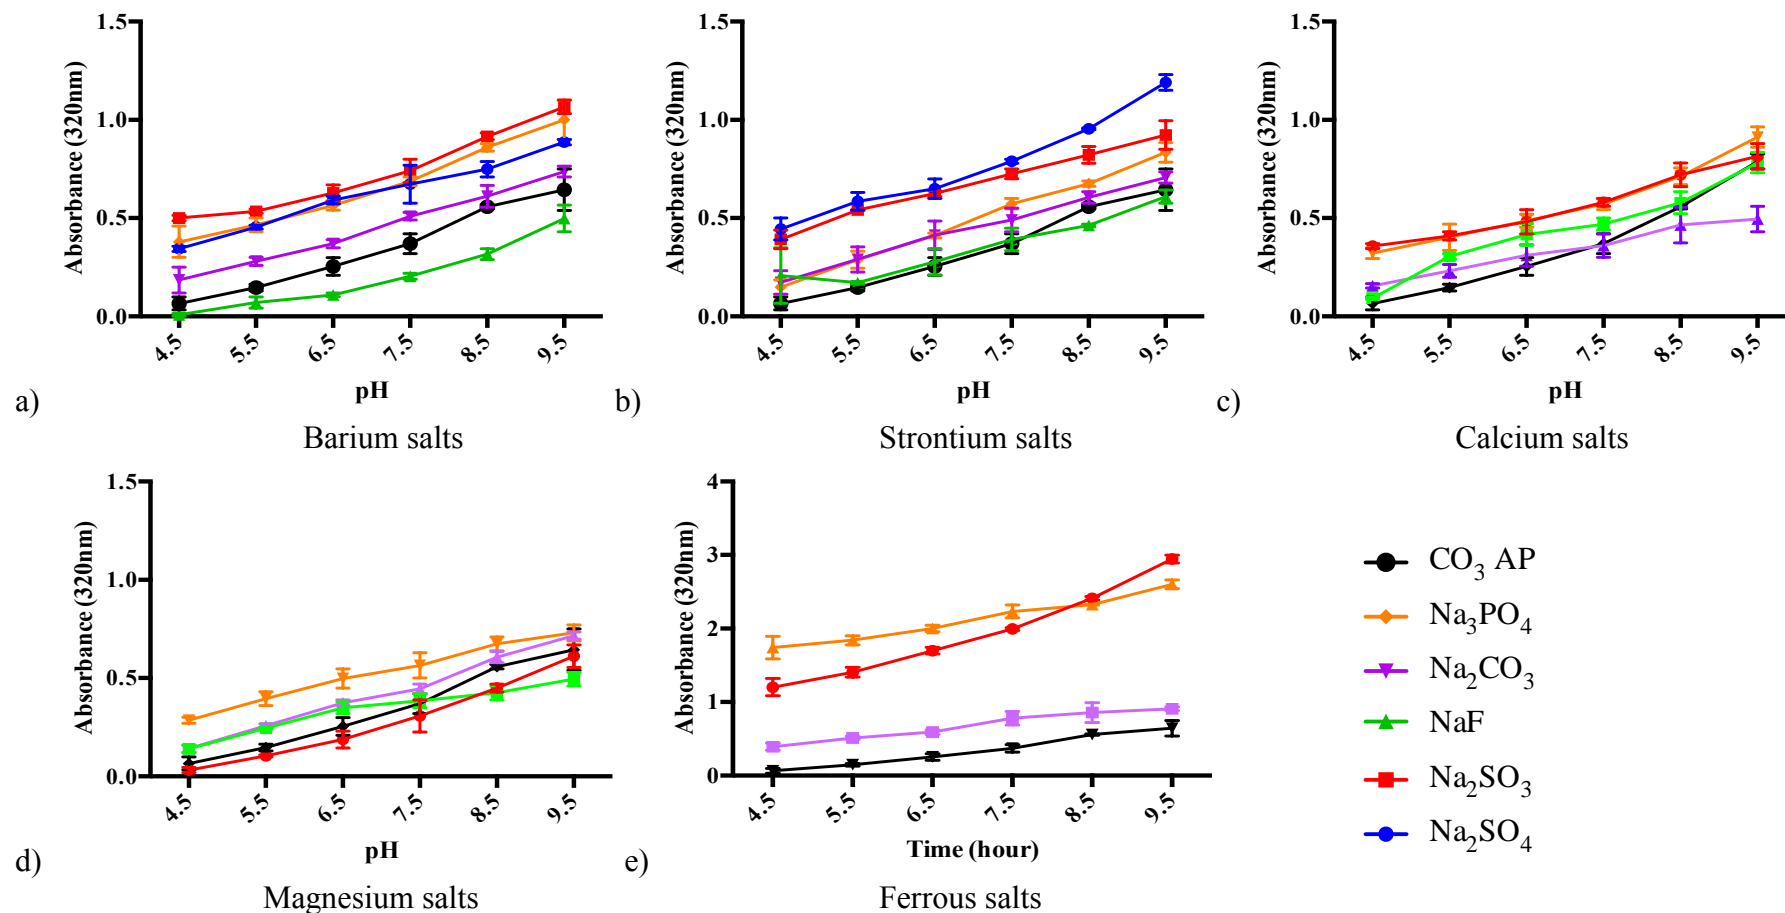 1.5
1.0
0.5
0.0
Absorbance (320nm)
4.5 5.5 6.5 7.5 8.5 9.5
pH
a)
Barium salts
1.5
1.0
0.5
0.0
Absorbance (320nm)
4.5 5.5 6.5 7.5 8.5 9.5
pH
b)
Strontium salts
1.5
1.0
0.5
0.0
Absorbance (320nm)
4.5 5.5 6.5 7.5 8.5 9.5
pH
c)
Calcium salts
1.5
1.0
0.5
0.0
Absorbance (320nm)
4.5 5.5 6.5 7.5 8.5 9.5
pH
d)
Magnesium salts
4
3
2
1
0
Absorbance (320nm)
4.5 5.5 6.5 7.5 8.5 9.5
Time (hour)
e)
Ferrous salts
CO₃ AP
Na₃PO₄
Na₂CO₃
NaF
Na₂SO₃
Na₂SO₄